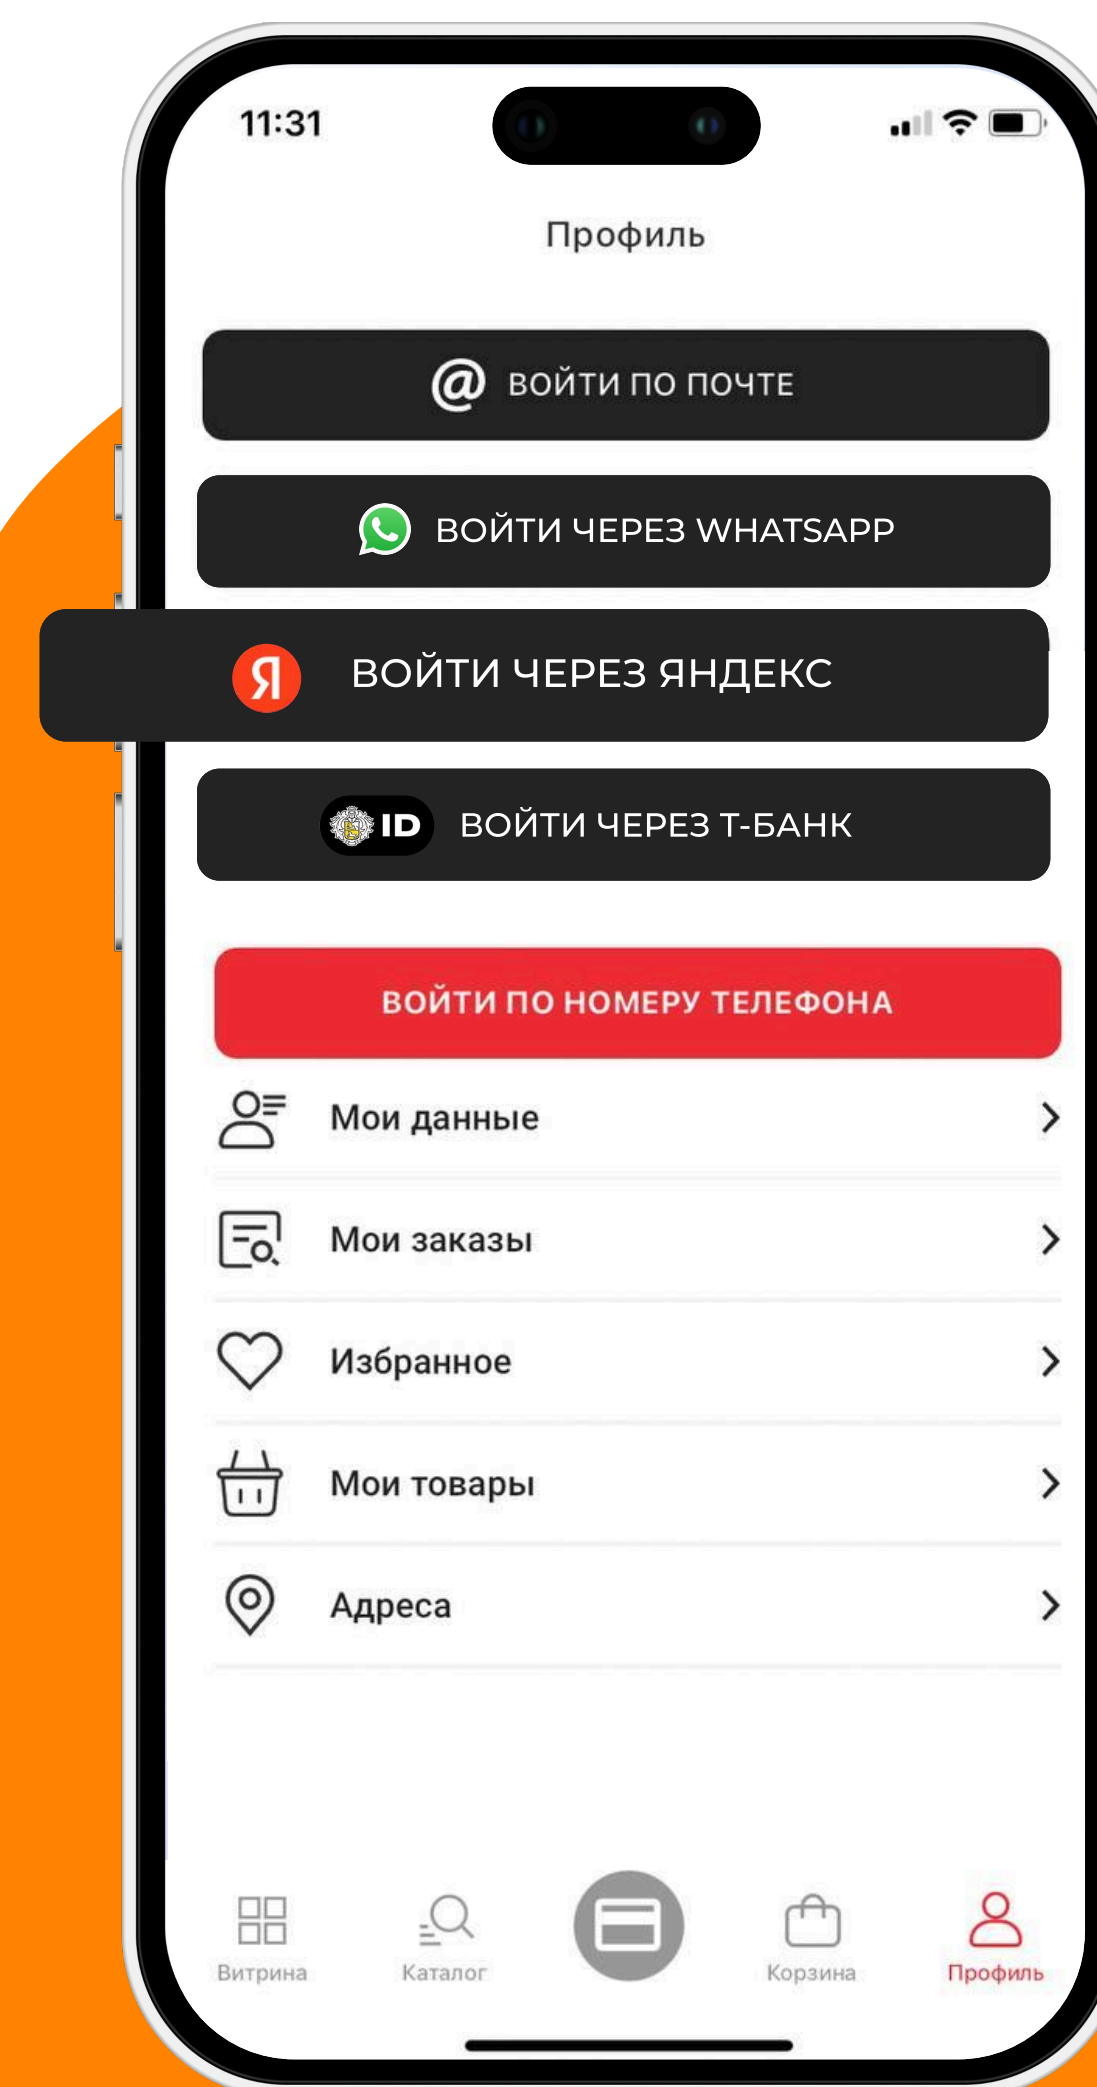 11:31
Профиль
@ ВОЙТИ ПО ПОЧТЕ
ВОЙТИ ЧЕРЕЗ WHATSAPP
Я ВОЙТИ ЧЕРЕЗ ЯНДЕКС
ID ВОЙТИ ЧЕРЕЗ Т-БАНК
ВОЙТИ ПО НОМЕРУ ТЕЛЕФОНА
Мои данные
Мои заказы
Избранное
Мои товары
Адреса
Витрина
Каталог
Корзина
Профиль